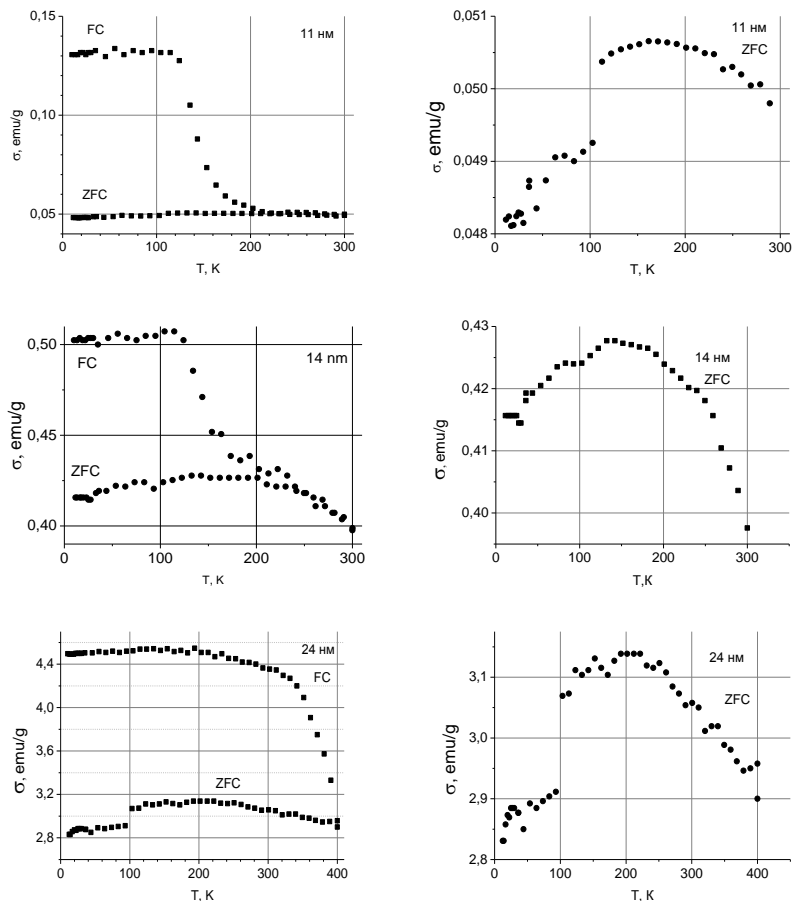 0,15
FC
11 нм
0,10
σ, emu/g
ZFC
0,05
0,00
0 100 200 300
T, K
0,051
11 нм
ZFC
0,050
σ, emu/g
0,049
0,048
0 100 200 300
T, K
0,50
FC
14 nm
σ, emu/g
0,45
ZFC
0,40
0 100 200 300
T, K
0,43
14 нм
ZFC
0,42
σ, emu/g
0,41
0,40
0 100 200 300
T,K
24 нм
4,4
FC
4,0
σ, emu/g
3,6
3,2
ZFC
2,8
0 100 200 300 400
T, K
24 нм
3,1
ZFC
σ, emu/g
3,0
2,9
2,8
0 100 200 300 400
T, K